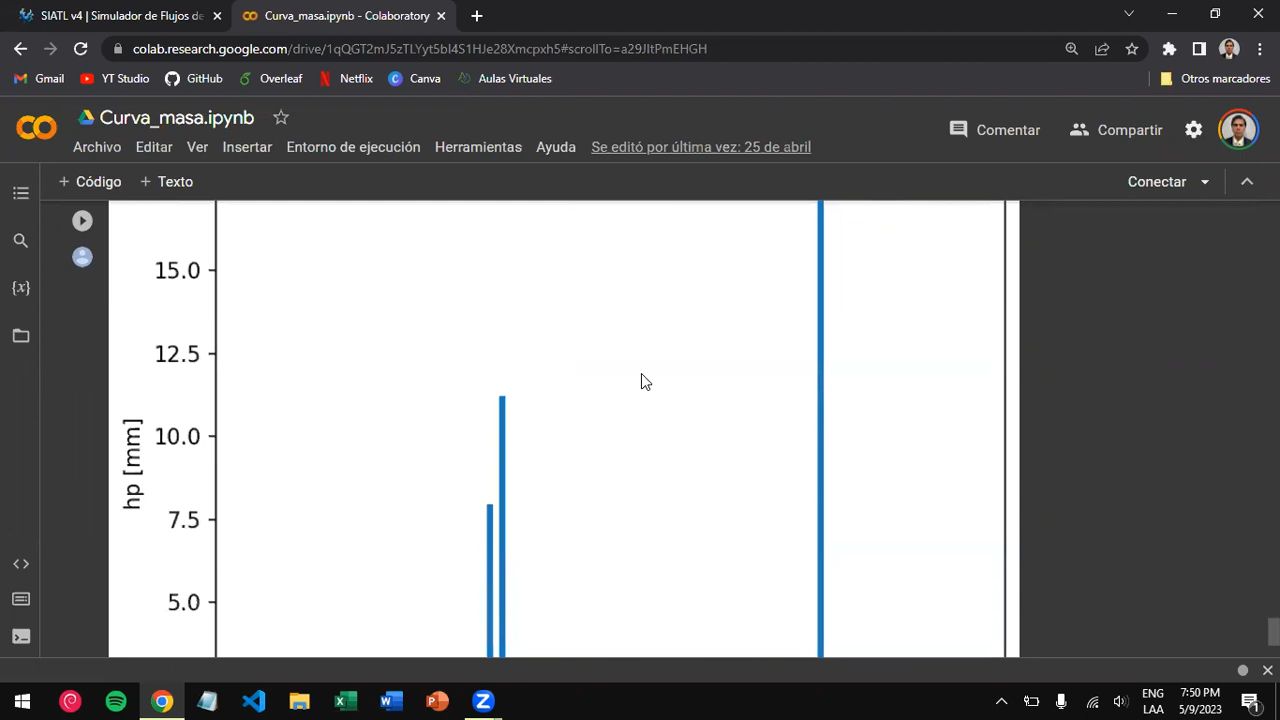 SIATL v4 | Simulador de Flujos de
Curva_masa.ipynb - Colaboratory
colab.research.google.com/drive/1qQGT2mJ5zTLYyt5bI4S1HJe28Xmcpxh5#scrollTo=a29JItPmEHGH
Gmail YT Studio GitHub Overleaf Netflix Canva Aulas Virtuales Otros marcadores
Curva_masa.ipynb
Comentar Compartir
Archivo Editar Ver Insertar Entorno de ejecución Herramientas Ayuda Se editó por última vez: 25 de abril
+ Código + Texto Conectar
15.0
12.5
10.0
7.5
5.0
hp [mm]
{x}
ENG 7:50 PM
LAA 5/9/2023
1